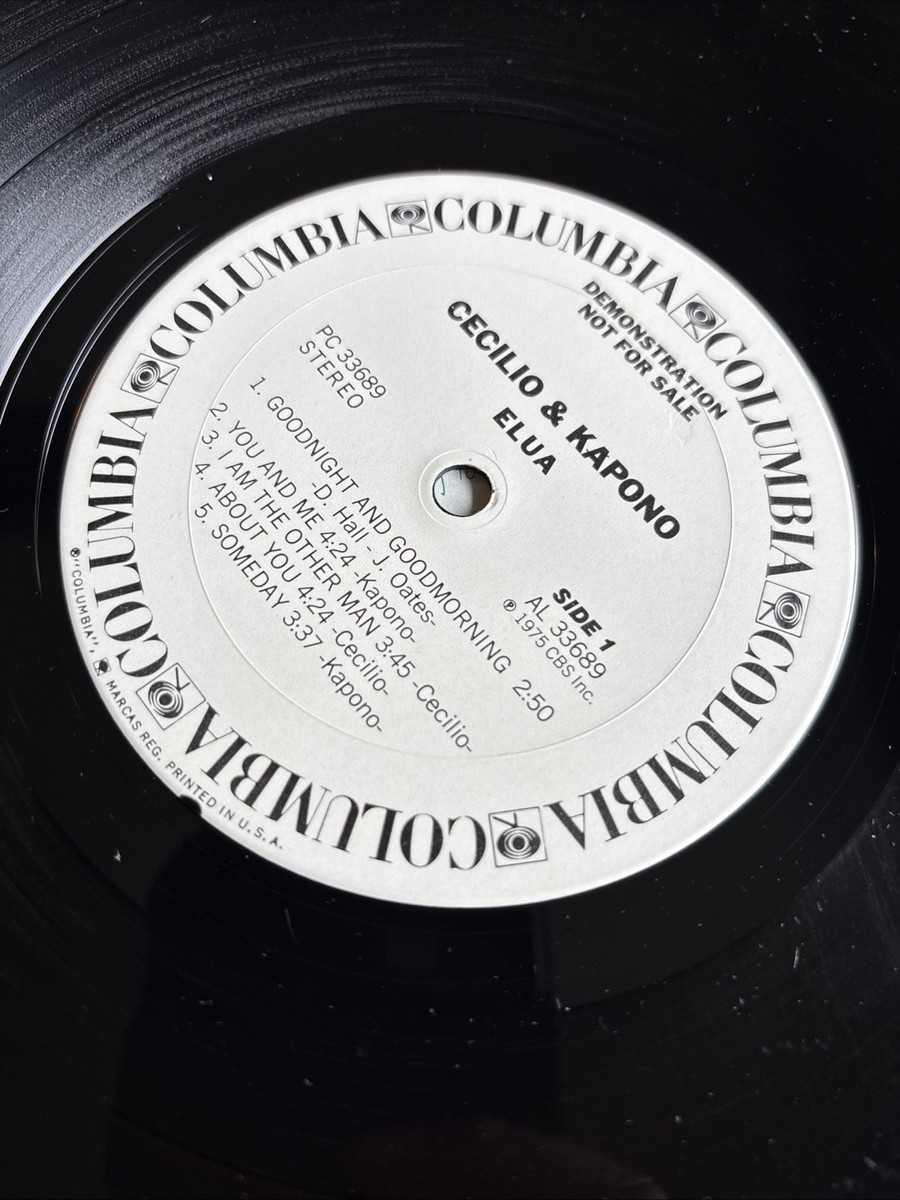 COLUMBIA COLUMBIA COLUMBIA COLUMBIA COLUMBIA COLUMBIA COLUMBIA
DEMONSTRATION
NOT FOR SALE
CECILIO & KAPONO
ELUA
PC 33689
STEREO
SIDE 1
AL 33689
℗ 1975 CBS Inc.
1. GOODNIGHT AND GOODMORNING 2:50
-D. Hall - J. Oates-
2. YOU AND ME 4:24 -Kapono-
3. I AM THE OTHER MAN 3:45 -Cecilio-
4. ABOUT YOU 4:24 -Cecilio-
5. SOMEDAY 3:37 -Kapono-
® "COLUMBIA", MARCAS REG. PRINTED IN U.S.A.